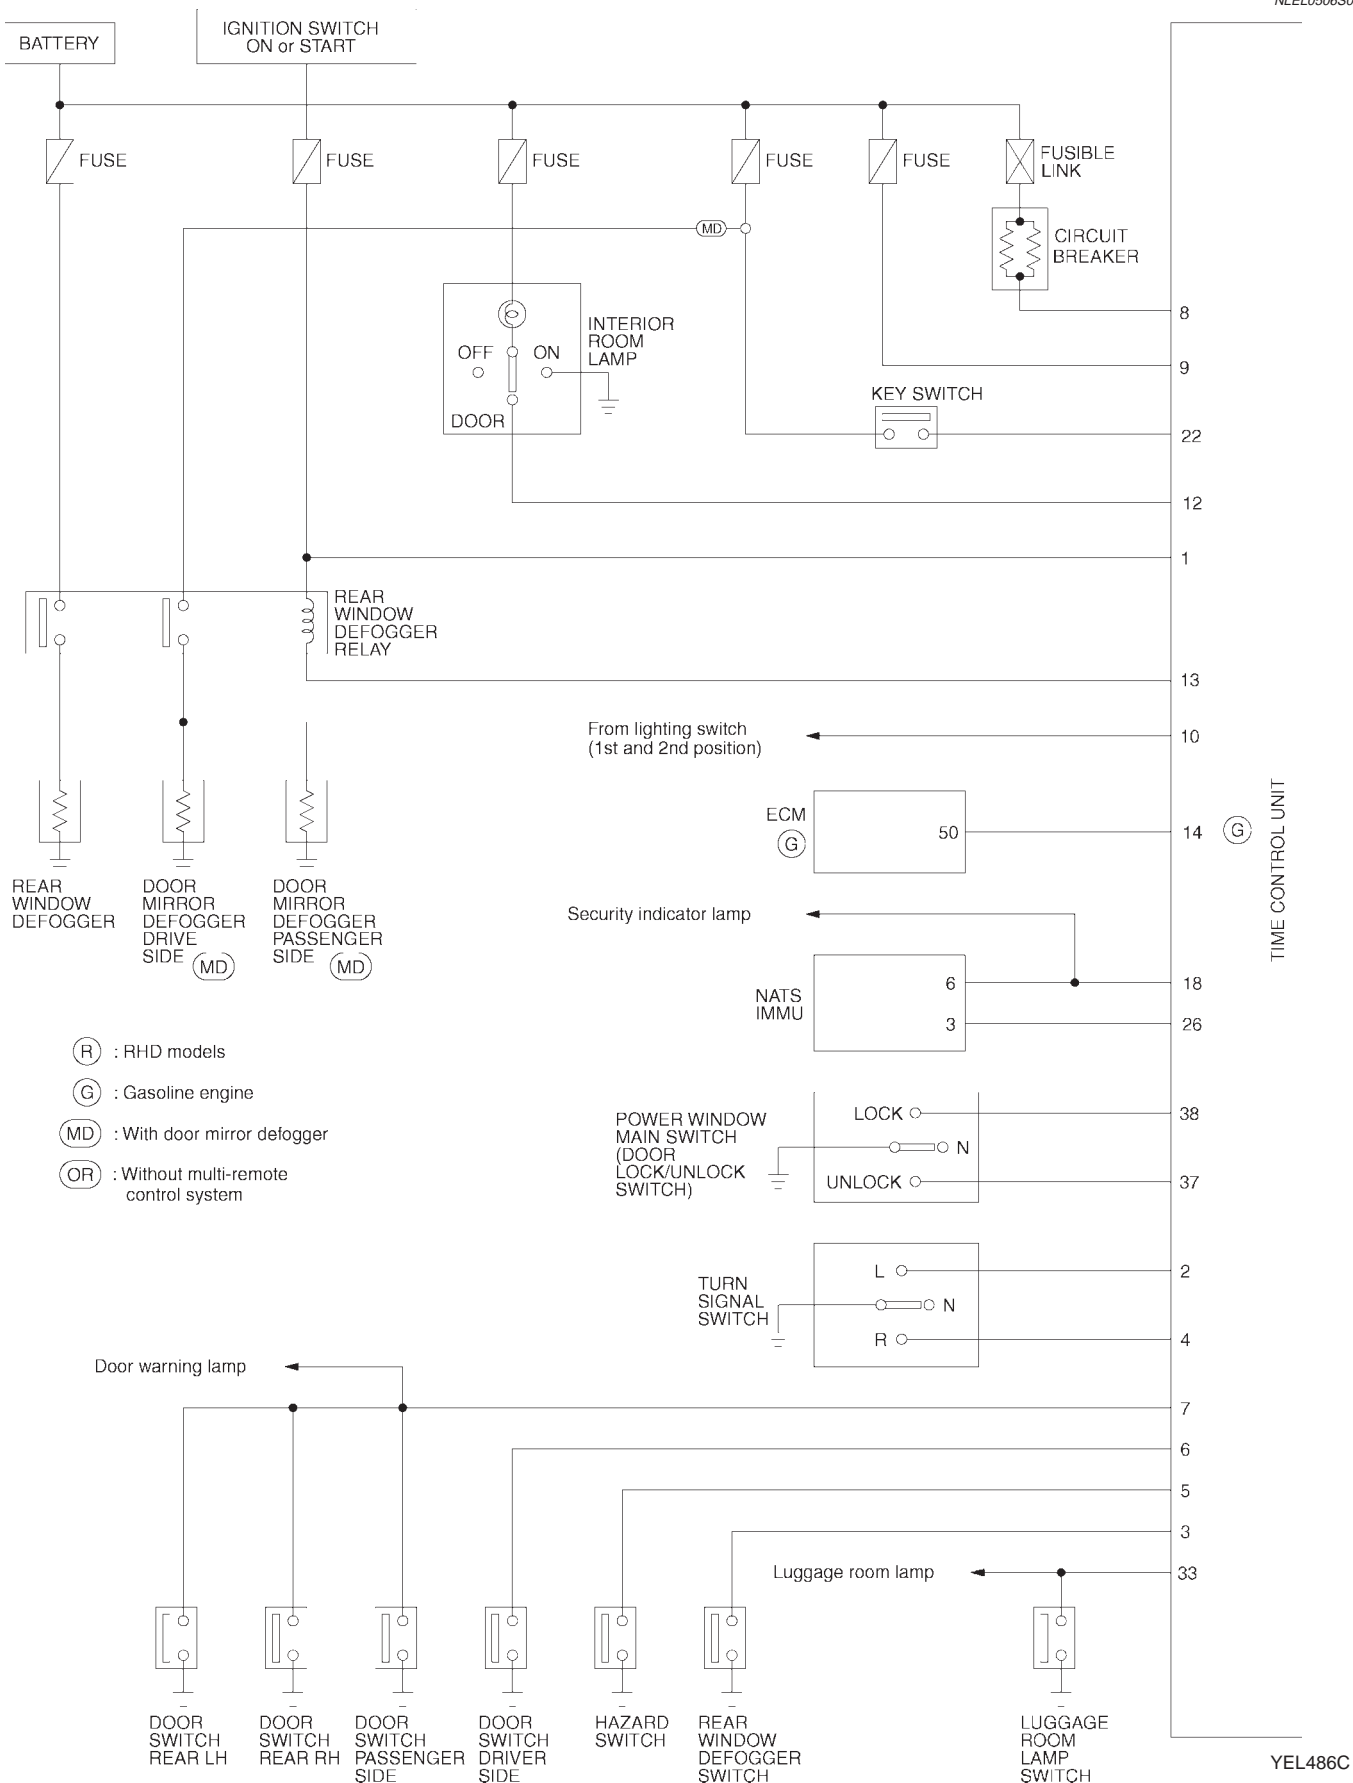 NLEL0506S0
BATTERY
IGNITION SWITCH
ON or START
FUSE
FUSE
FUSE
FUSE
FUSE
FUSIBLE
LINK
MD
CIRCUIT
BREAKER
8
INTERIOR
ROOM
LAMP
OFF
ON
DOOR
9
KEY SWITCH
22
12
1
REAR
WINDOW
DEFOGGER
RELAY
13
From lighting switch
(1st and 2nd position)
10
ECM
G
50
14
G
TIME CONTROL UNIT
REAR
WINDOW
DEFOGGER
DOOR
MIRROR
DEFOGGER
DRIVE
SIDE
MD
DOOR
MIRROR
DEFOGGER
PASSENGER
SIDE
MD
Security indicator lamp
NATS
IMMU
6
18
3
26
R : RHD models
G : Gasoline engine
MD : With door mirror defogger
OR : Without multi-remote
control system
POWER WINDOW
MAIN SWITCH
(DOOR
LOCK/UNLOCK
SWITCH)
LOCK
38
N
UNLOCK
37
TURN
SIGNAL
SWITCH
L
2
N
R
4
Door warning lamp
7
6
5
3
Luggage room lamp
33
DOOR
SWITCH
REAR LH
DOOR
SWITCH
REAR RH
DOOR
SWITCH
PASSENGER
SIDE
DOOR
SWITCH
DRIVER
SIDE
HAZARD
SWITCH
REAR
WINDOW
DEFOGGER
SWITCH
LUGGAGE
ROOM
LAMP
SWITCH
YEL486C